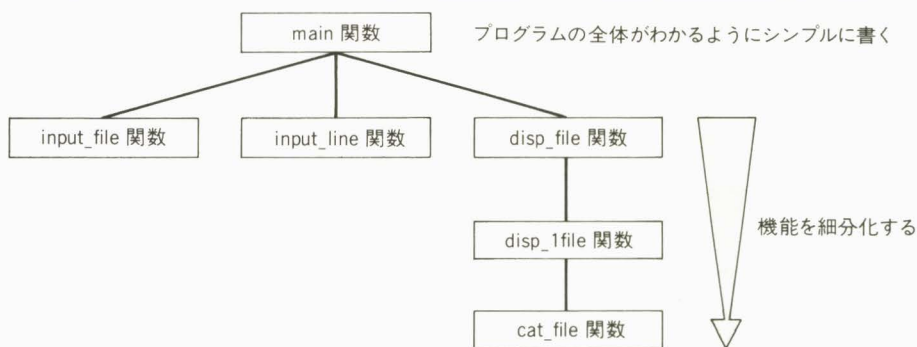 main 関数
プログラムの全体がわかるようにシンプルに書く
input_file 関数
input_line 関数
disp_file 関数
disp_1file 関数
機能を細分化する
cat_file 関数